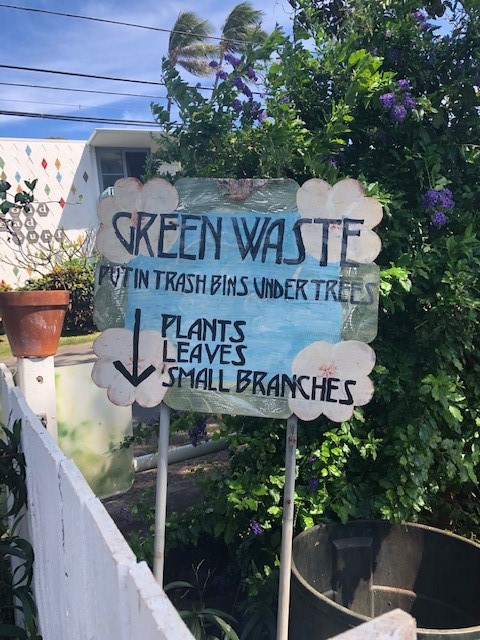 GREEN WASTE
PUT IN TRASH BINS UNDER TREES
PLANTS
LEAVES
SMALL BRANCHES